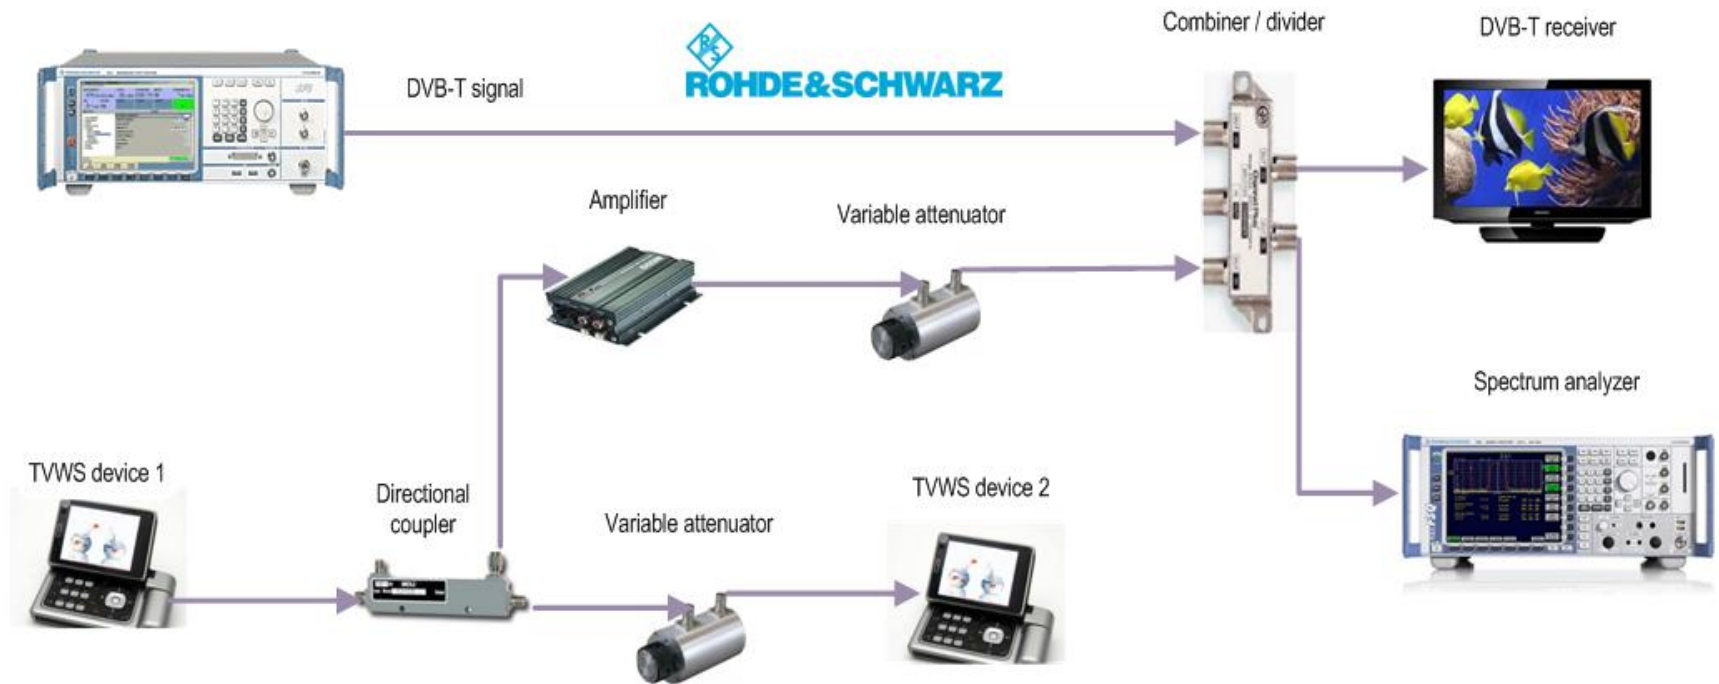 Combiner / divider
DVB-T receiver
DVB-T signal
R
S
ROHDE&SCHWARZ
Amplifier
Variable attenuator
Spectrum analyzer
TVWS device 1
Directional
coupler
Variable attenuator
TVWS device 2